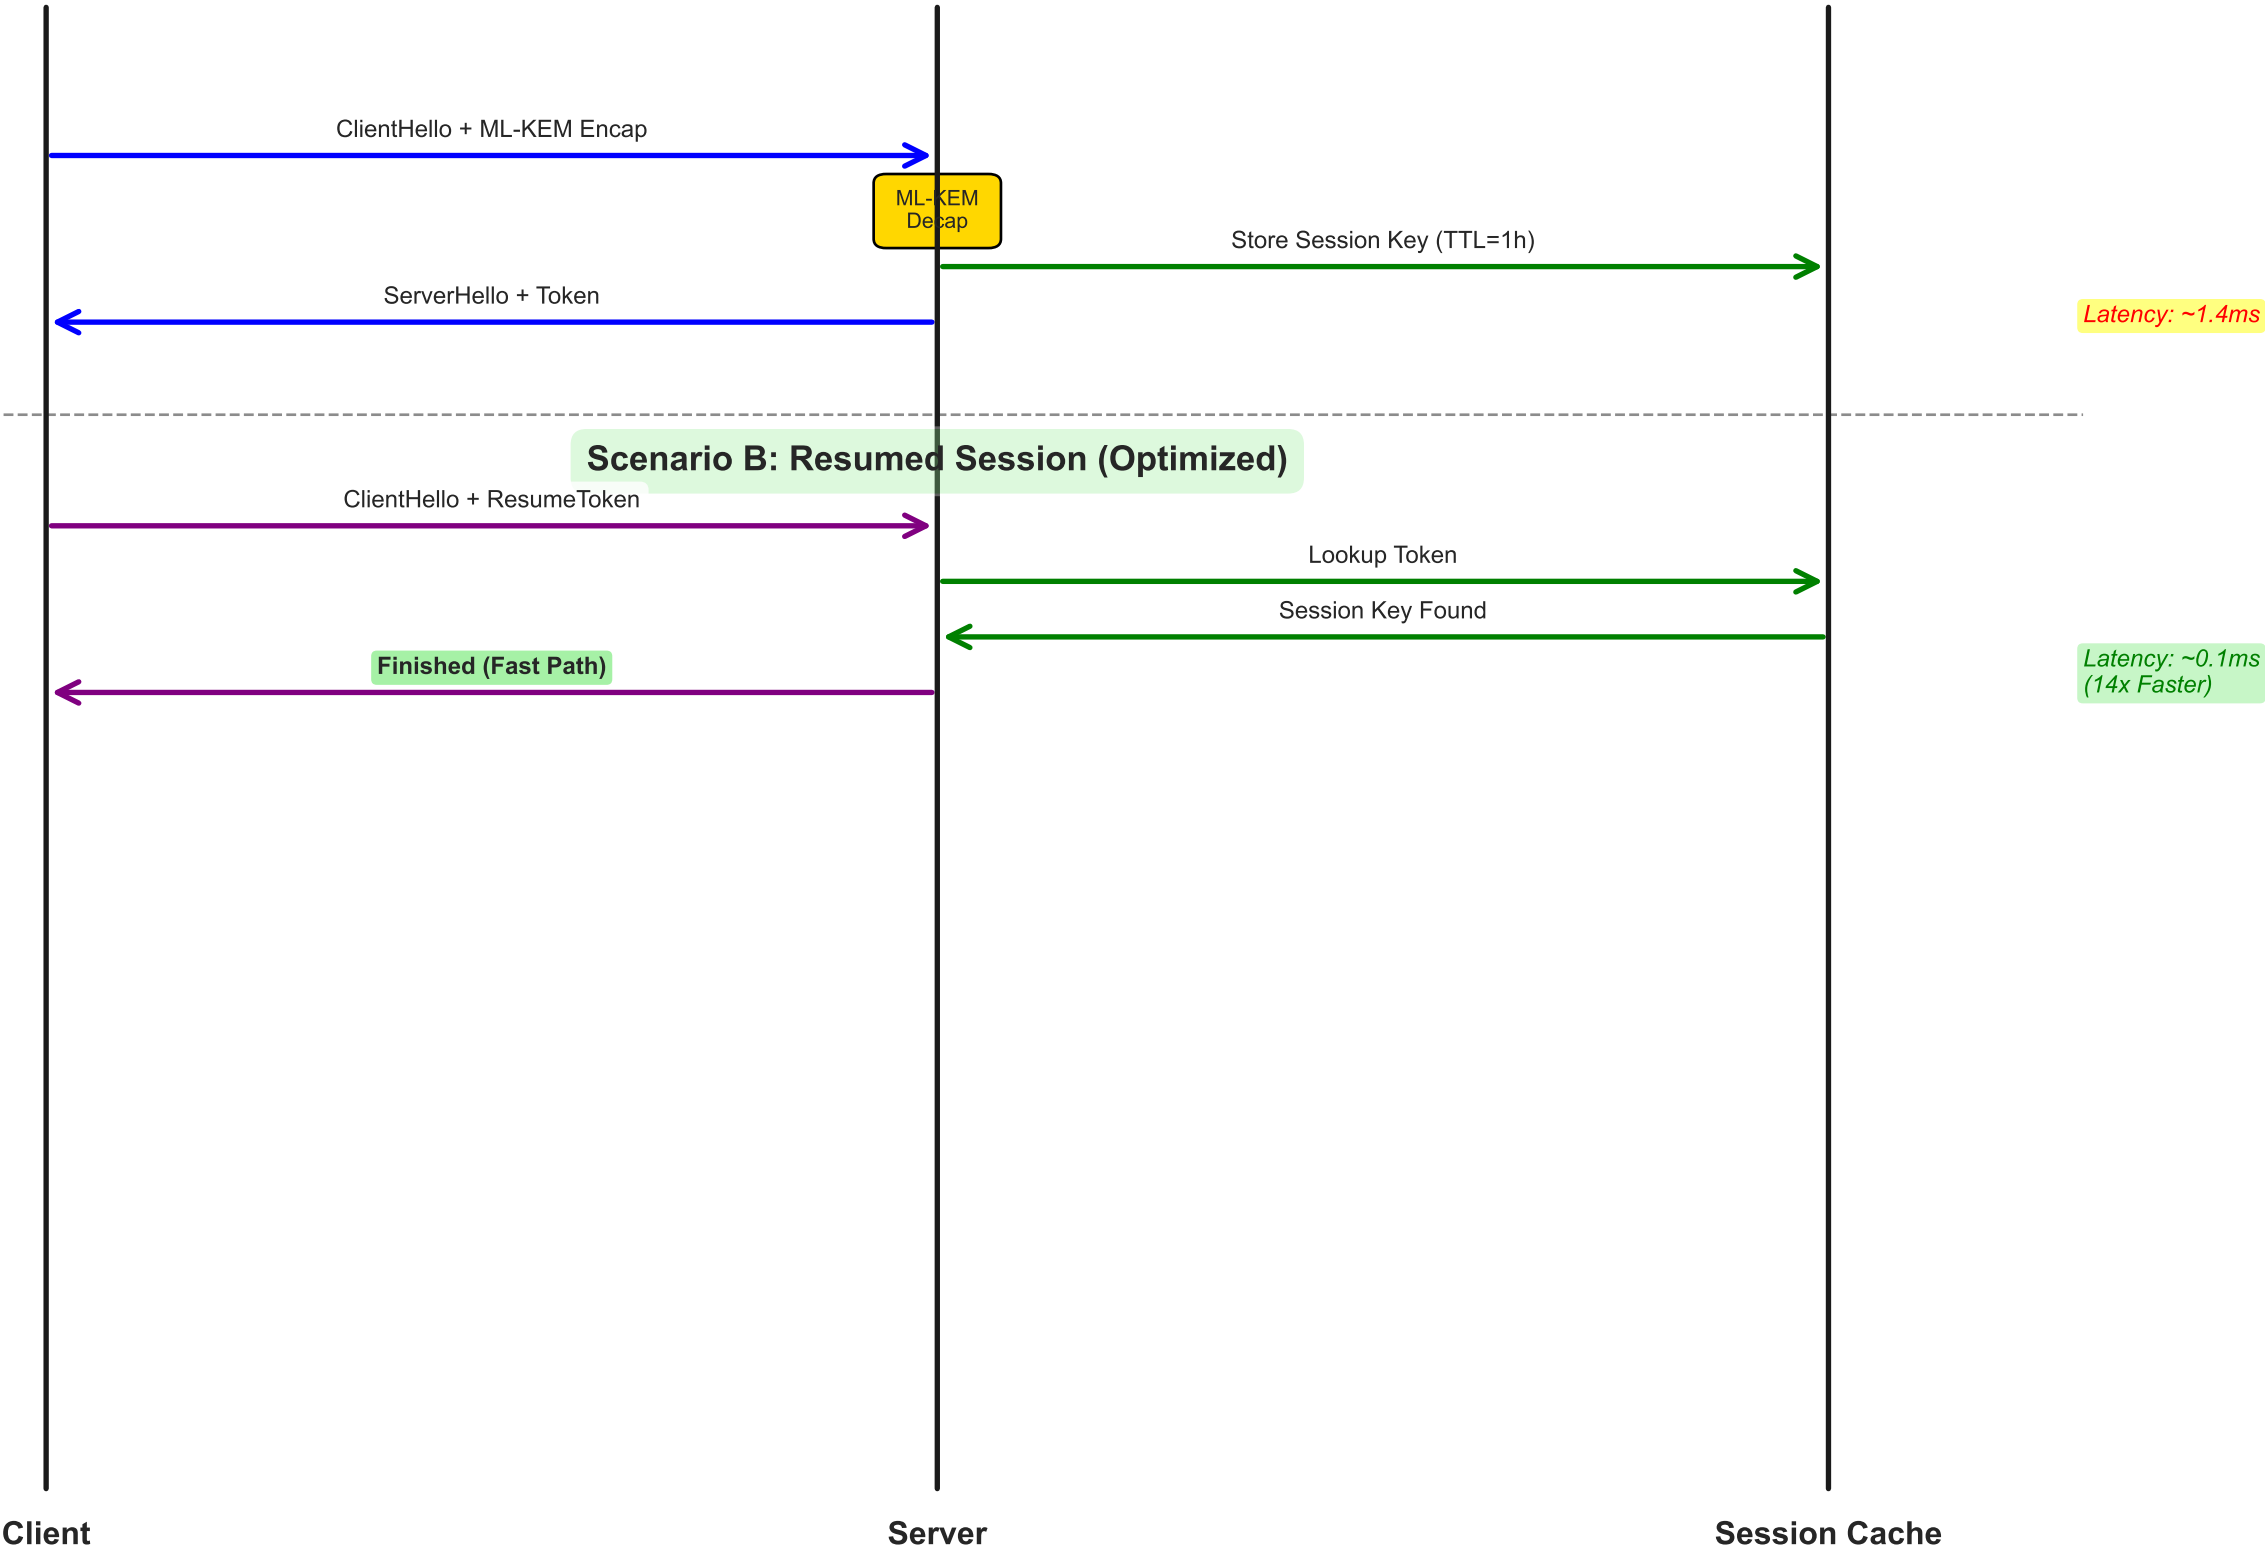 ClientHello + ML-KEM Encap
ML-KEM
Decap
Store Session Key (TTL=1h)
ServerHello + Token
Latency: ~1.4ms
Scenario B: Resumed Session (Optimized)
ClientHello + ResumeToken
Lookup Token
Session Key Found
Finished (Fast Path)
Latency: ~0.1ms
(14x Faster)
Client
Server
Session Cache